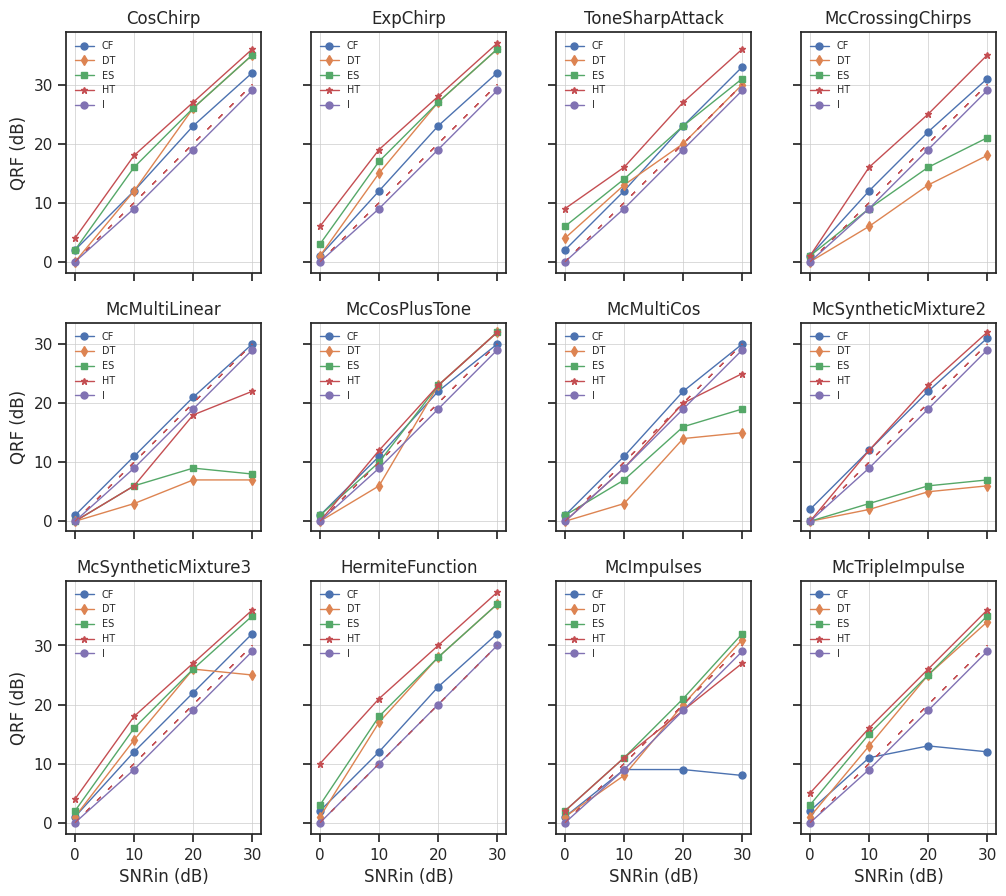 CosChirp
ExpChirp
ToneSharpAttack
McCrossingChirps
QRF (dB)
30
20
10
0
CF
DT
ES
HT
I
CF
DT
ES
HT
I
CF
DT
ES
HT
I
CF
DT
ES
HT
I
McMultiLinear
McCosPlusTone
McMultiCos
McSyntheticMixture2
QRF (dB)
30
20
10
0
CF
DT
ES
HT
I
CF
DT
ES
HT
I
CF
DT
ES
HT
I
CF
DT
ES
HT
I
McSyntheticMixture3
HermiteFunction
McImpulses
McTripleImpulse
QRF (dB)
30
20
10
0
CF
DT
ES
HT
I
CF
DT
ES
HT
I
CF
DT
ES
HT
I
CF
DT
ES
HT
I
0 10 20 30
0 10 20 30
0 10 20 30
0 10 20 30
SNRin (dB)
SNRin (dB)
SNRin (dB)
SNRin (dB)